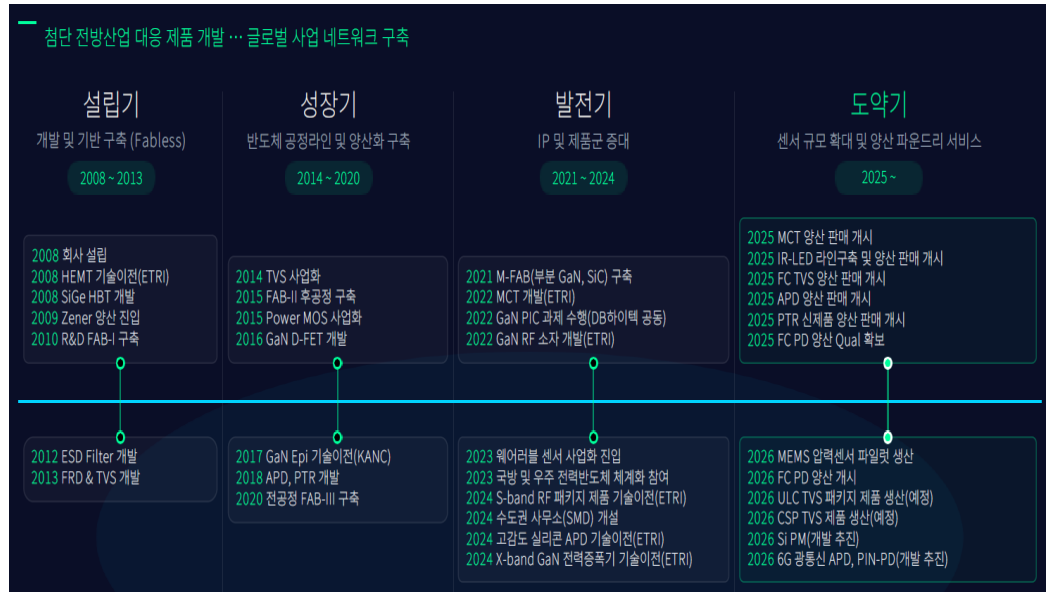 첨단 전방산업 대응 제품 개발 ··· 글로벌 사업 네트워크 구축
설립기
개발 및 기반 구축 (Fabless)
2008 ~ 2013
2008 회사 설립
2008 HEMT 기술이전(ETRI)
2008 SiGe HBT 개발
2009 Zener 양산 진입
2010 R&D FAB-I 구축
2012 ESD Filter 개발
2013 FRD & TVS 개발
성장기
반도체 공정라인 및 양산화 구축
2014 ~ 2020
2014 TVS 사업화
2015 FAB-II 후공정 구축
2015 Power MOS 사업화
2016 GaN D-FET 개발
2017 GaN Epi 기술이전(KANC)
2018 APD, PTR 개발
2020 전공정 FAB-III 구축
발전기
IP 및 제품군 증대
2021 ~ 2024
2021 M-FAB(부분 GaN, SiC) 구축
2022 MCT 개발(ETRI)
2022 GaN PIC 과제 수행(DB하이텍 공동)
2022 GaN RF 소자 개발(ETRI)
2023 웨어러블 센서 사업화 진입
2023 국방 및 우주 전력반도체 체계화 참여
2024 S-band RF 패키지 제품 기술이전(ETRI)
2024 수도권 사무소(SMD) 개설
2024 고감도 실리콘 APD 기술이전(ETRI)
2024 X-band GaN 전력증폭기 기술이전(ETRI)
도약기
센서 규모 확대 및 양산 파운드리 서비스
2025 ~
2025 MCT 양산 판매 개시
2025 IR-LED 라인구축 및 양산 판매 개시
2025 FC TVS 양산 판매 개시
2025 APD 양산 판매 개시
2025 PTR 신제품 양산 판매 개시
2025 FC PD 양산 Qual 확보
2026 MEMS 압력센서 파일럿 생산
2026 FC PD 양산 개시
2026 ULC TVS 패키지 제품 생산(예정)
2026 CSP TVS 제품 생산(예정)
2026 Si PM(개발 추진)
2026 6G 광통신 APD, PIN-PD(개발 추진)